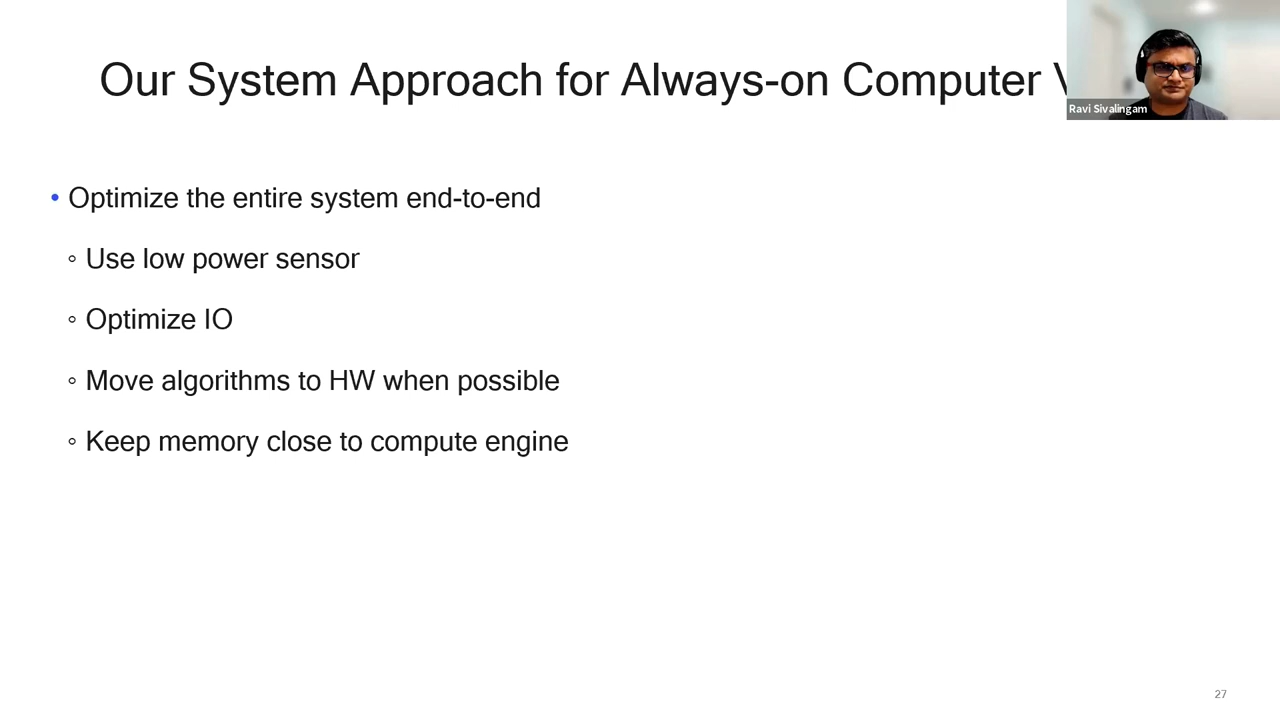 Our System Approach for Always-on Computer
Ravi Sivalingam
• Optimize the entire system end-to-end
◦ Use low power sensor
◦ Optimize IO
◦ Move algorithms to HW when possible
◦ Keep memory close to compute engine
27